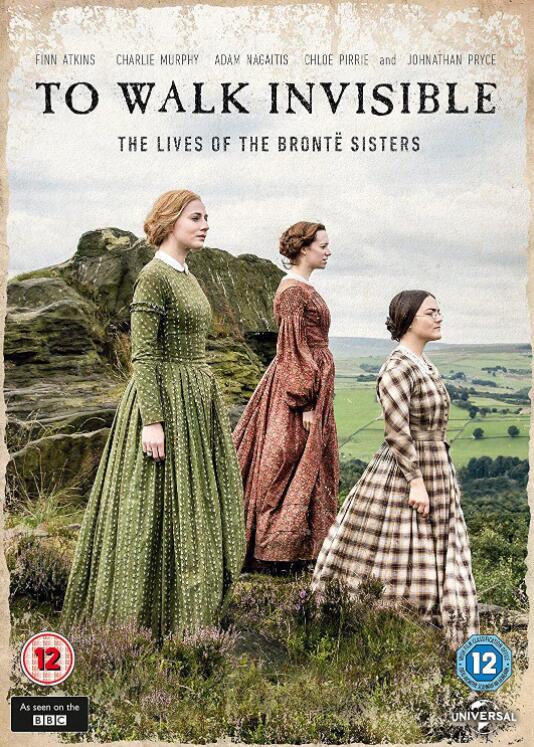 FINN ATKINS CHARLIE MURPHY ADAM NAGAITIS CHLOE PIRRIE and JOHNATHAN PRYCE
TO WALK INVISIBLE
THE LIVES OF THE BRONTË SISTERS
12
12
As seen on the
BBC
UNIVERSAL